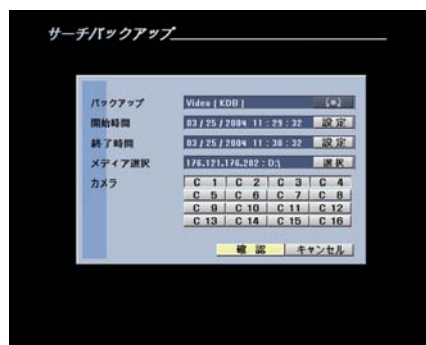 サーチバックアップ
バックアップ Video [ KDB ] [◉]
開始時間 03 / 25 / 2004 11 : 29 : 32 設 定
終了時間 03 / 25 / 2004 11 : 30 : 32 設 定
メディア選択 176.121.176.202 : D:\ 選 択
カメラ C 1 C 2 C 3 C 4
C 5 C 6 C 7 C 8
C 9 C 10 C 11 C 12
C 13 C 14 C 15 C 16
確 認 キャンセル